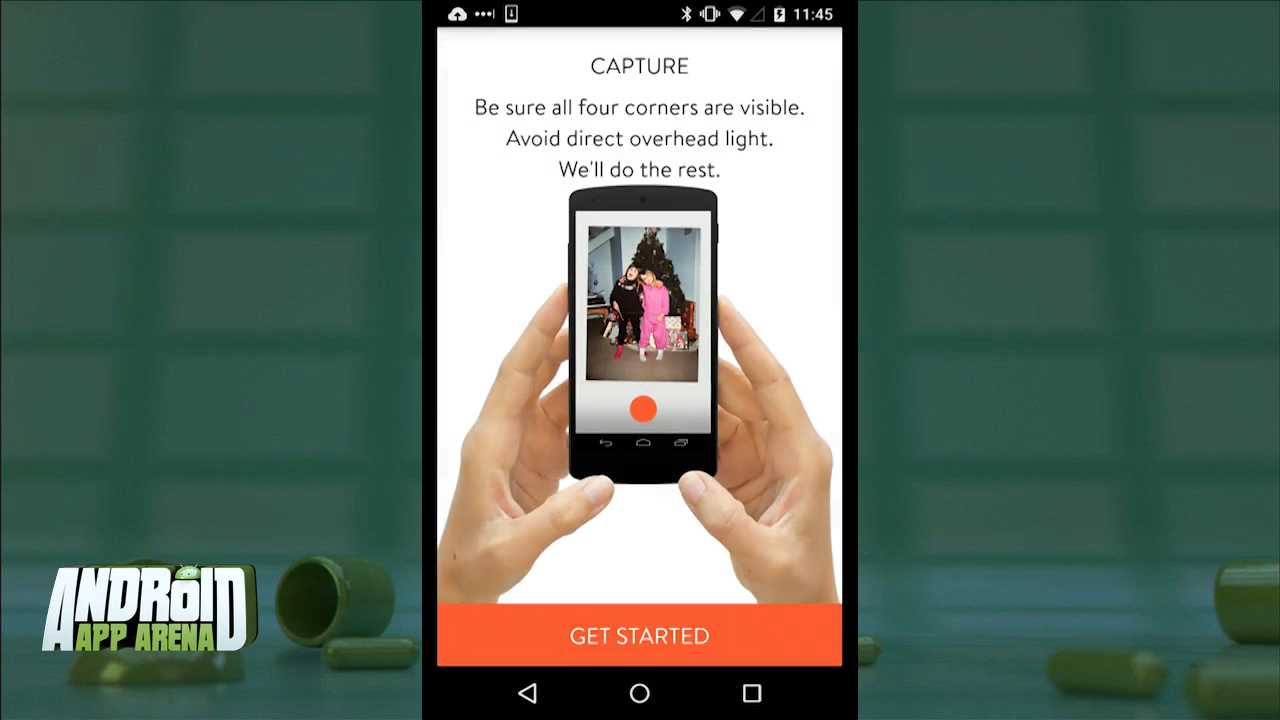 11:45
CAPTURE
Be sure all four corners are visible.
Avoid direct overhead light.
We'll do the rest.
GET STARTED
ANDROID
APP ARENA